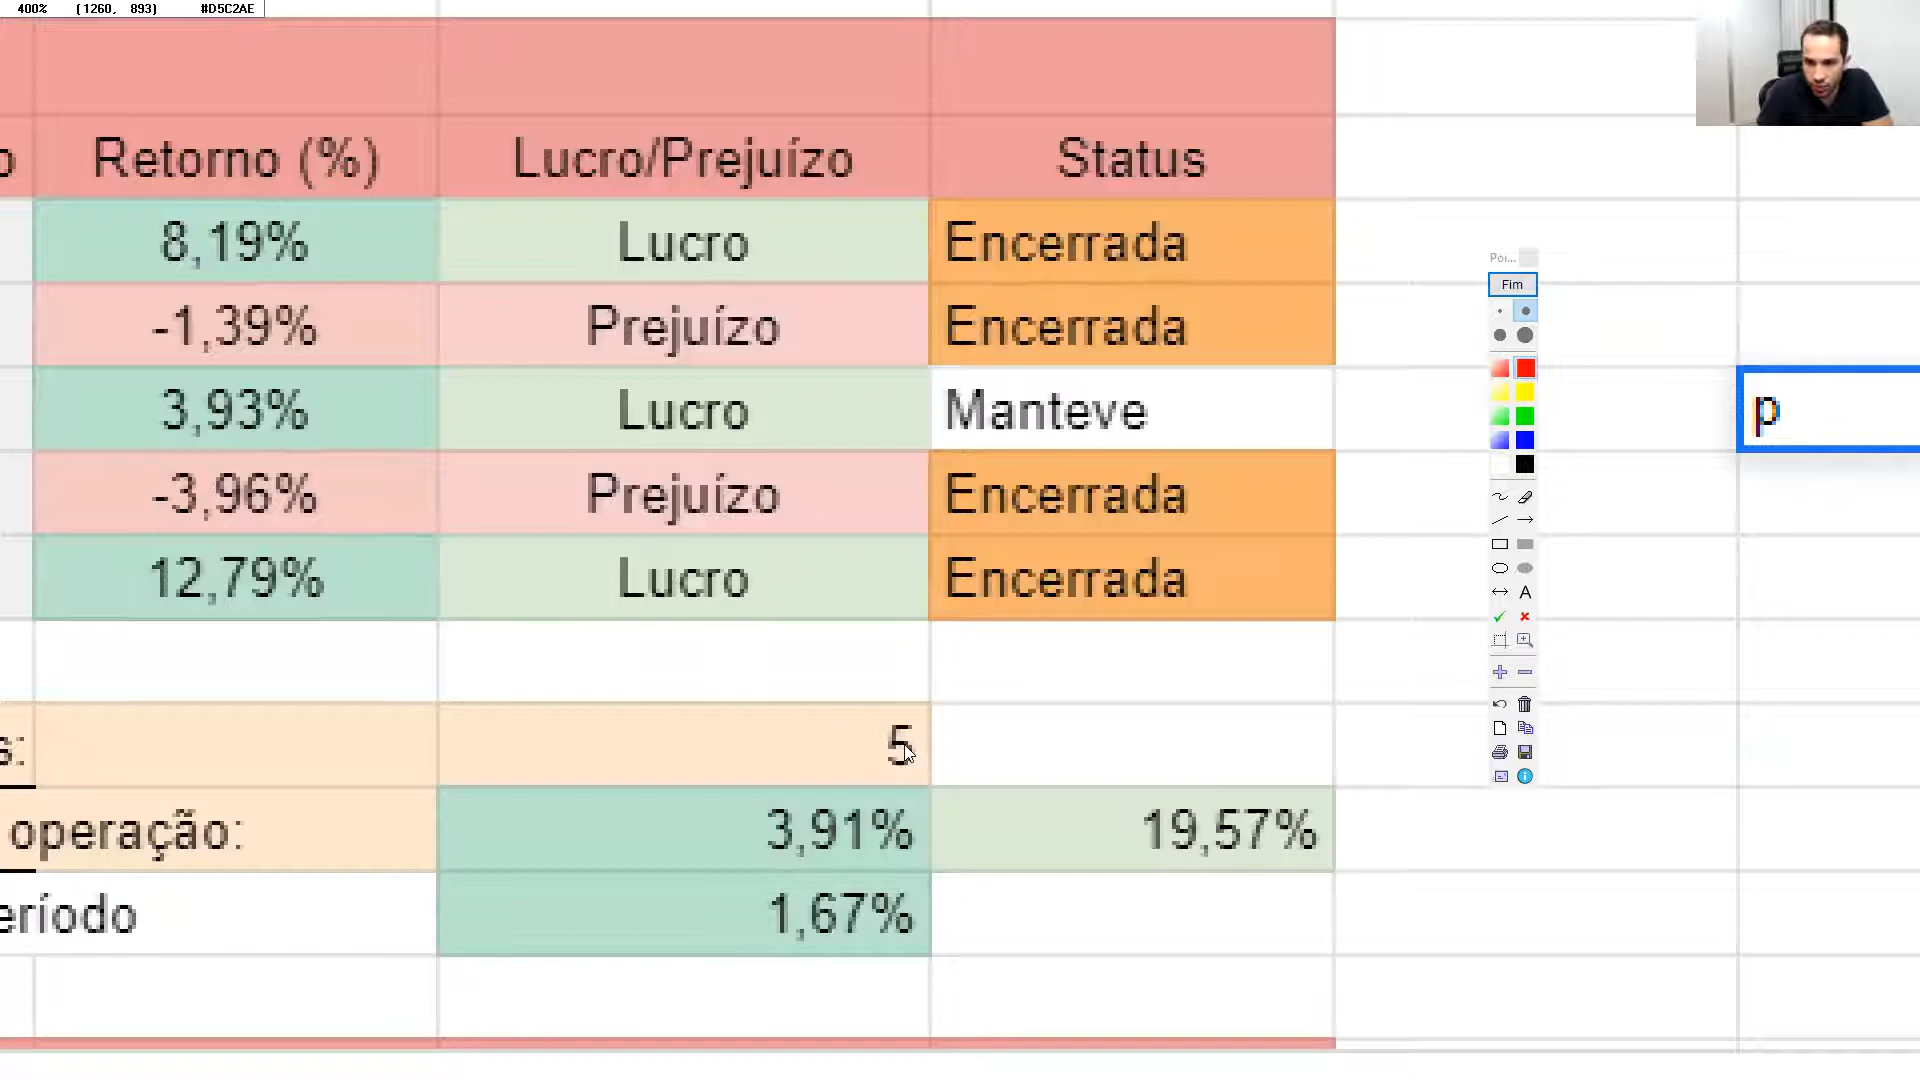 400% (1260, 893) #D5C2AE
o Retorno (%) Lucro/Prejuízo Status
8,19% Lucro Encerrada
-1,39% Prejuízo Encerrada
3,93% Lucro Manteve
-3,96% Prejuízo Encerrada
12,79% Lucro Encerrada
s: 5
operação: 3,91% 19,57%
eríodo 1,67%
Poi...
Fim
A
p